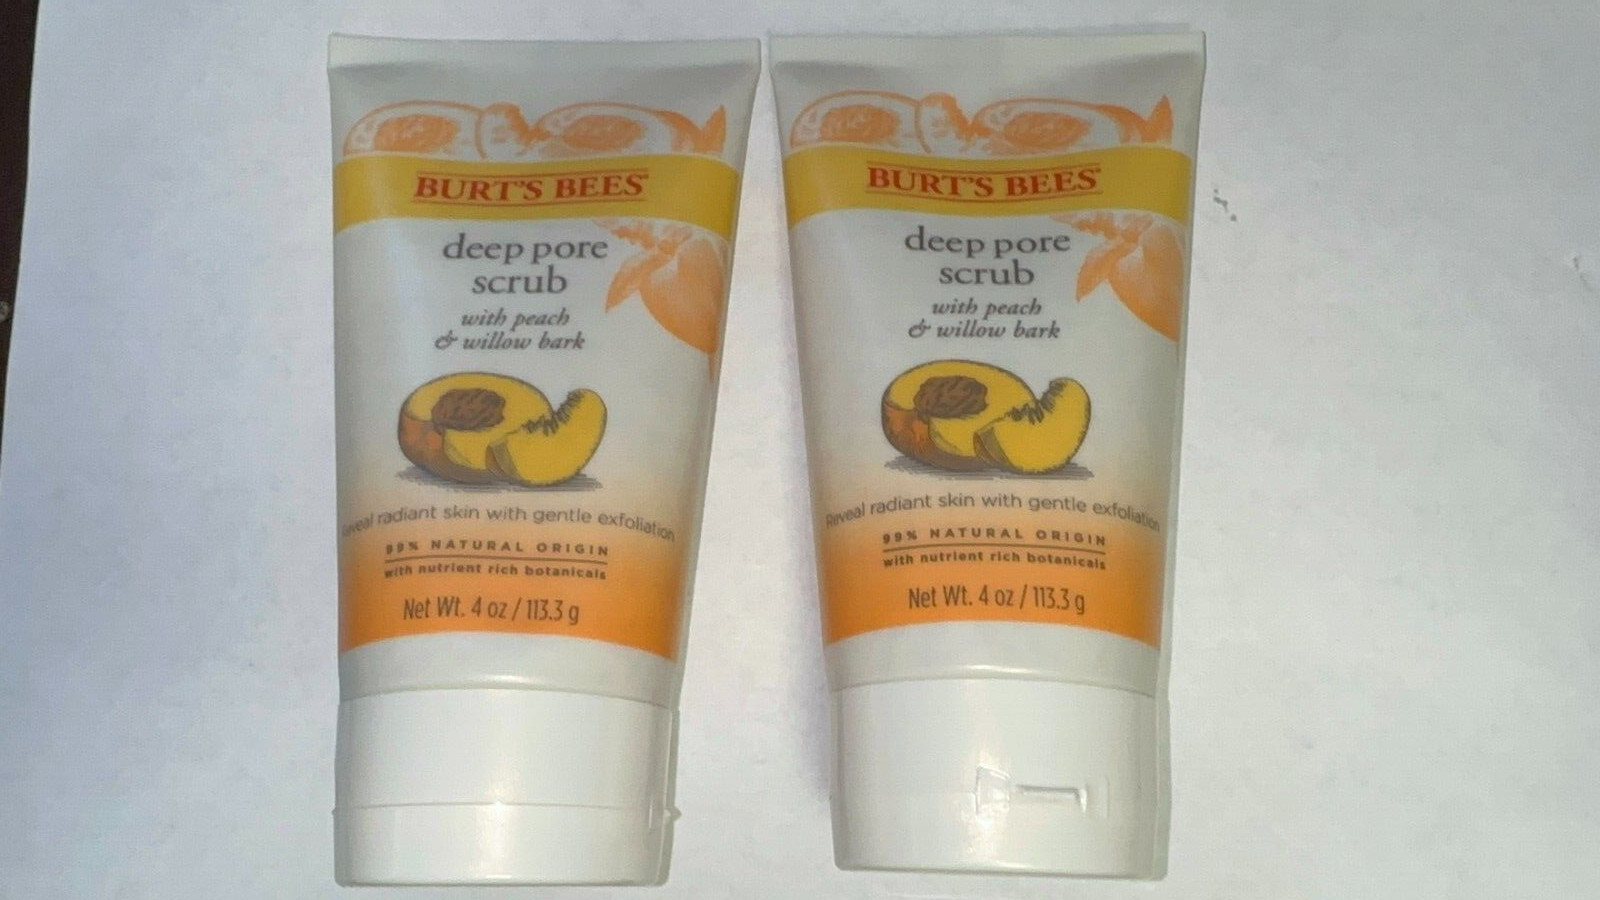 BURT'S BEES
deep pore
scrub
with peach
& willow bark
Reveal radiant skin with gentle exfoliation
99% NATURAL ORIGIN
with nutrient rich botanicals
Net Wt. 4 oz / 113.3 g
BURT'S BEES
deep pore
scrub
with peach
& willow bark
Reveal radiant skin with gentle exfoliation
99% NATURAL ORIGIN
with nutrient rich botanicals
Net Wt. 4 oz / 113.3 g